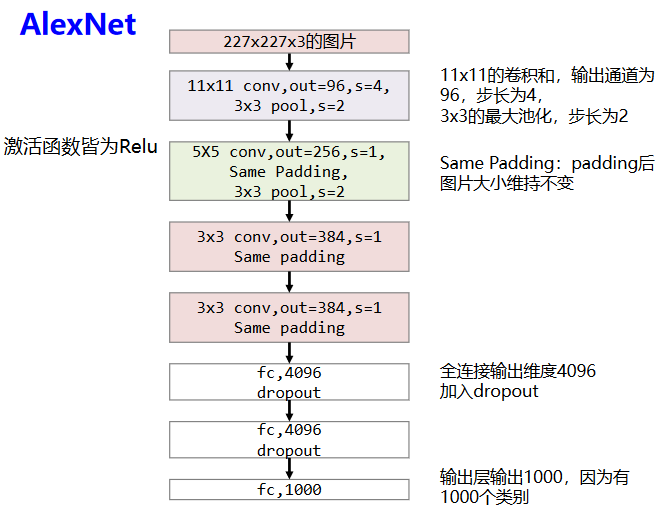 AlexNet
227x227x3的图片
11x11 conv,out=96,s=4,
3x3 pool,s=2
11x11的卷积和，输出通道为
96，步长为4，
3x3的最大池化，步长为2
激活函数皆为Relu
5X5 conv,out=256,s=1,
Same Padding,
3x3 pool,s=2
Same Padding：padding后
图片大小维持不变
3x3 conv,out=384,s=1
Same padding
3x3 conv,out=384,s=1
Same padding
fc,4096
dropout
全连接输出维度4096
加入dropout
fc,4096
dropout
fc,1000
输出层输出1000，因为有
1000个类别